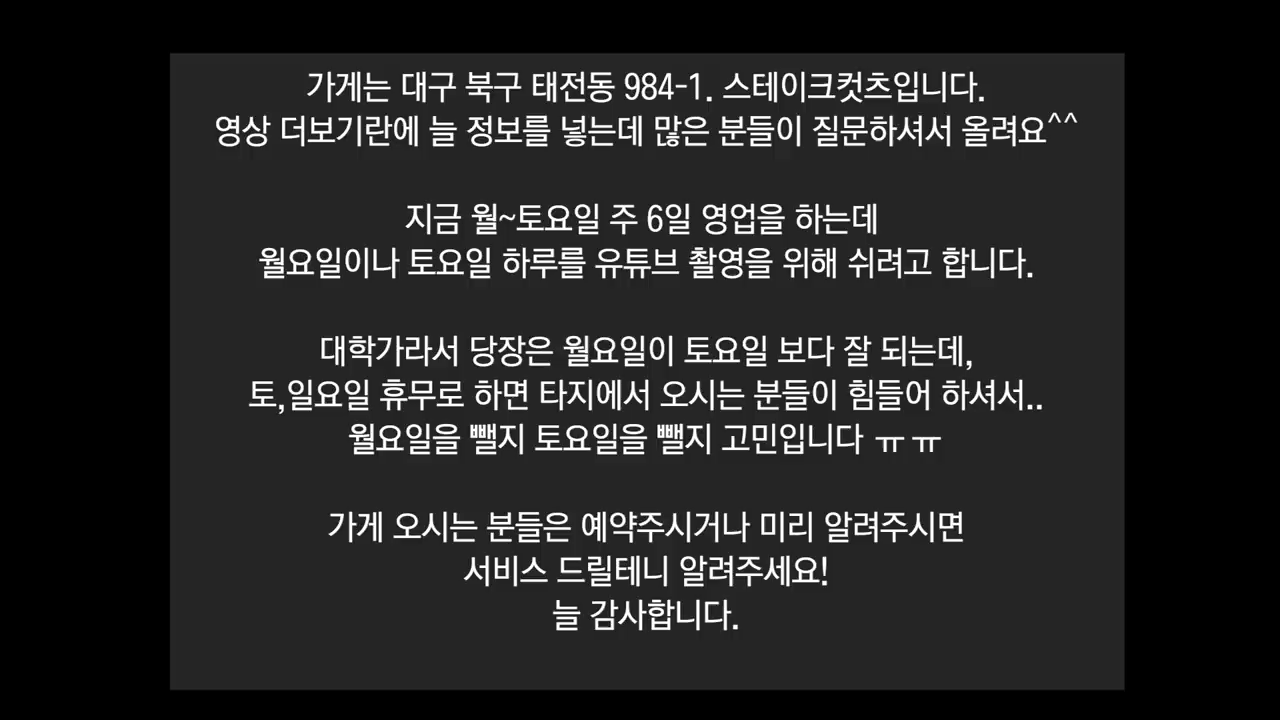 가게는 대구 북구 태전동 984-1. 스테이크컷츠입니다.
영상 더보기란에 늘 정보를 넣는데 많은 분들이 질문하셔서 올려요^^
지금 월~토요일 주 6일 영업을 하는데
월요일이나 토요일 하루를 유튜브 촬영을 위해 쉬려고 합니다.
대학가라서 당장은 월요일이 토요일 보다 잘 되는데,
토,일요일 휴무로 하면 타지에서 오시는 분들이 힘들어 하셔서..
월요일을 뺄지 토요일을 뺄지 고민입니다 ㅠㅠ
가게 오시는 분들은 예약주시거나 미리 알려주시면
서비스 드릴테니 알려주세요!
늘 감사합니다.